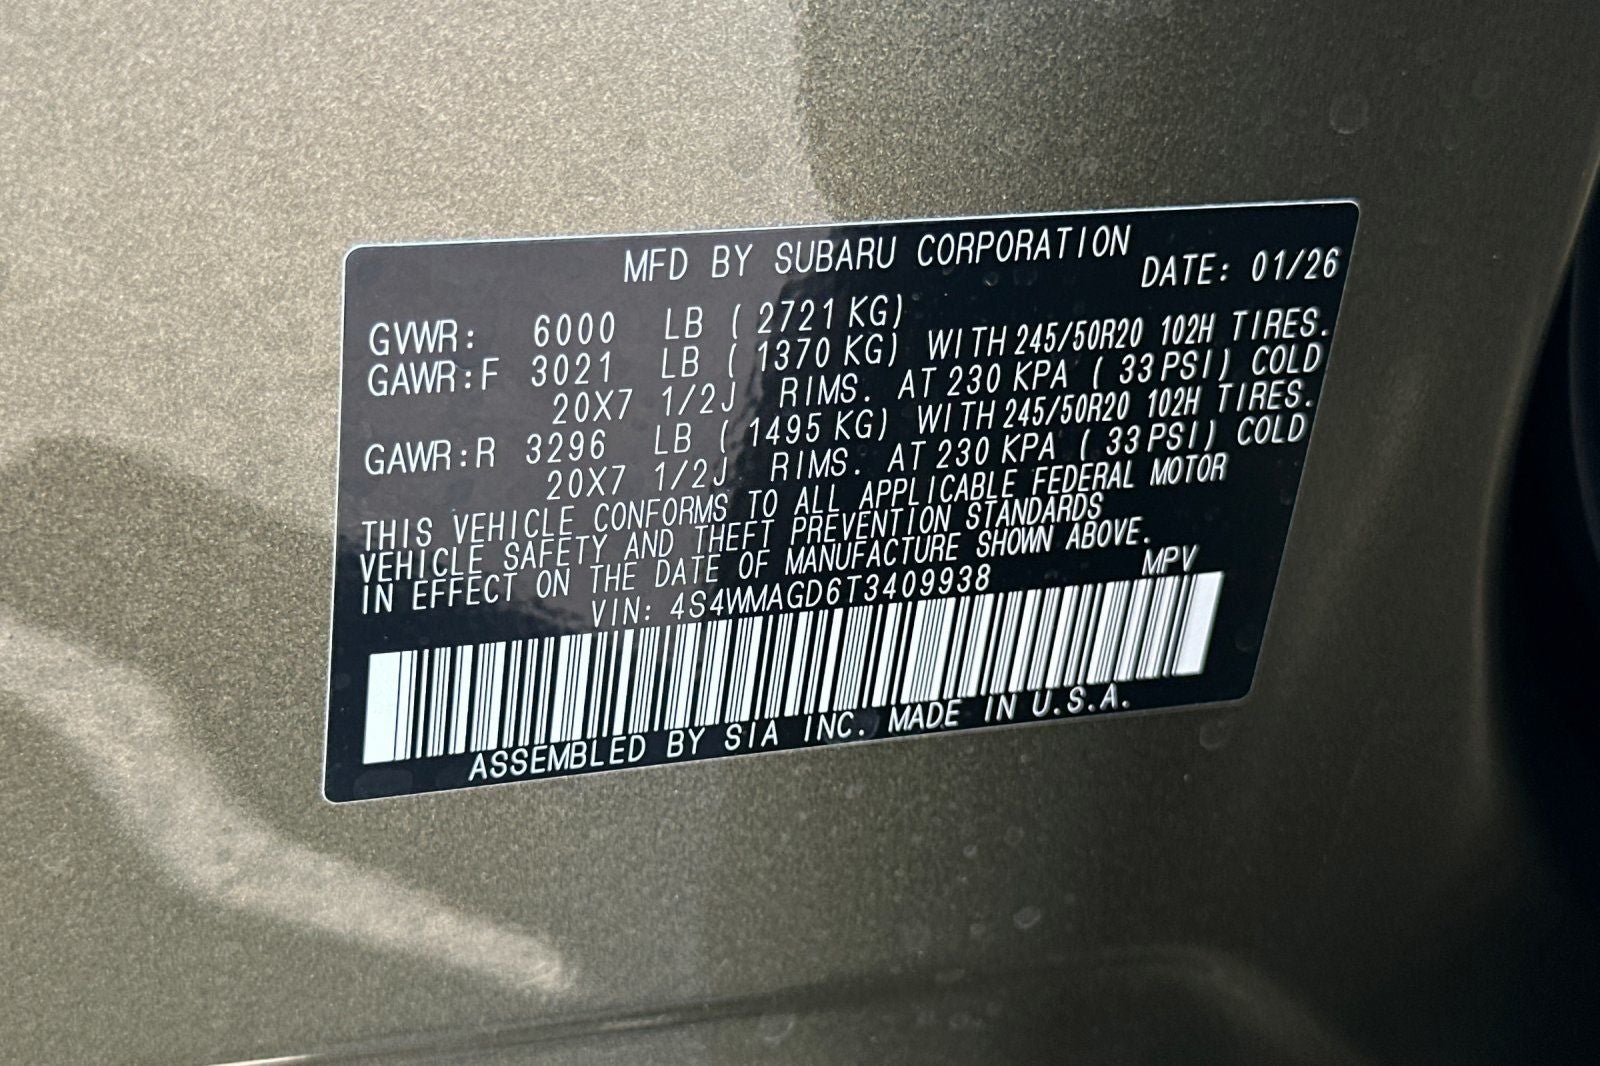 MFD BY SUBARU CORPORATION
DATE: 01/26
GVWR: 6000 LB ( 2721 KG)
GAWR:F 3021 LB ( 1370 KG) WITH 245/50R20 102H TIRES.
20X7 1/2J RIMS. AT 230 KPA ( 33 PSI) COLD
GAWR:R 3296 LB ( 1495 KG) WITH 245/50R20 102H TIRES.
20X7 1/2J RIMS. AT 230 KPA ( 33 PSI) COLD
THIS VEHICLE CONFORMS TO ALL APPLICABLE FEDERAL MOTOR
VEHICLE SAFETY AND THEFT PREVENTION STANDARDS
IN EFFECT ON THE DATE OF MANUFACTURE SHOWN ABOVE.
VIN: 4S4WMAGD6T3409938 MPV
ASSEMBLED BY SIA INC. MADE IN U.S.A.